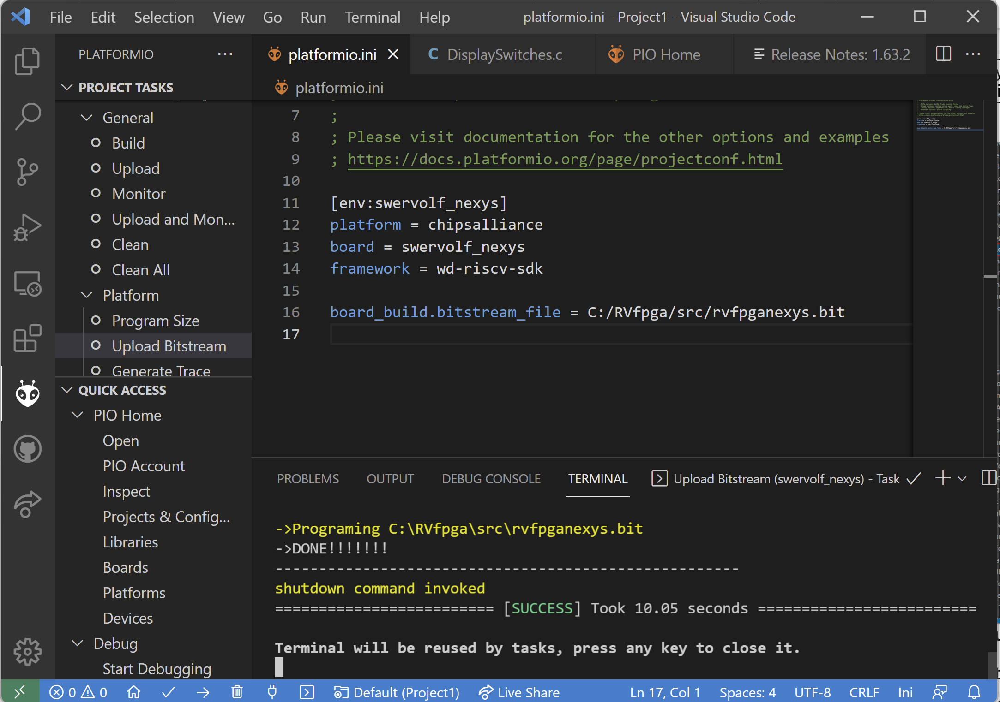 File Edit Selection View Go Run Terminal Help platformio.ini - Project1 - Visual Studio Code
PLATFORMIO
platformio.ini DisplaySwitches.c PIO Home Release Notes: 1.63.2
PROJECT TASKS
General
Build
Upload
Monitor
Upload and Mon...
Clean
Clean All
Platform
Program Size
Upload Bitstream
Generate Trace
QUICK ACCESS
PIO Home
Open
PIO Account
Inspect
Projects & Config...
Libraries
Boards
Platforms
Devices
Debug
Start Debugging
platformio.ini
7 ;
8 ; Please visit documentation for the other options and examples
9 ; https://docs.platformio.org/page/projectconf.html
10
11 [env:swervolf_nexys]
12 platform = chipsalliance
13 board = swervolf_nexys
14 framework = wd-riscv-sdk
15
16 board_build.bitstream_file = C:/RVfpga/src/rvfpganexys.bit
17
PROBLEMS OUTPUT DEBUG CONSOLE TERMINAL Upload Bitstream (swervolf_nexys) - Task
->Programing C:\RVfpga\src\rvfpganexys.bit
->DONE!!!!!!!
-----------------------------------------------------
shutdown command invoked
========================= [SUCCESS] Took 10.05 seconds =========================
Terminal will be reused by tasks, press any key to close it.
0 0 Default (Project1) Live Share Ln 17, Col 1 Spaces: 4 UTF-8 CRLF Ini